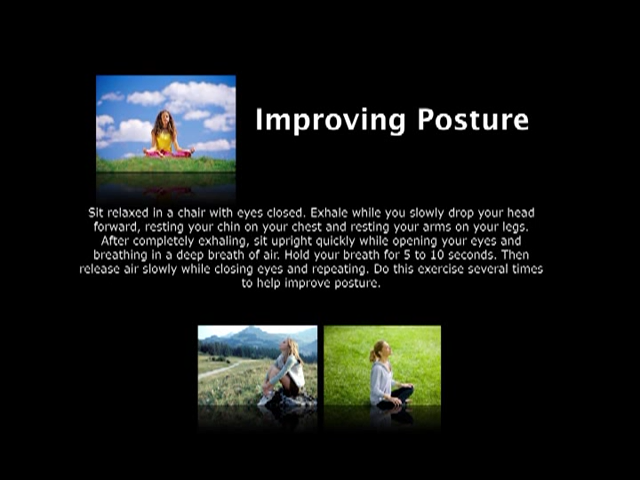 Improving Posture
Sit relaxed in a chair with eyes closed. Exhale while you slowly drop your head
forward, resting your chin on your chest and resting your arms on your legs.
After completely exhaling, sit upright quickly while opening your eyes and
breathing in a deep breath of air. Hold your breath for 5 to 10 seconds. Then
release air slowly while closing eyes and repeating. Do this exercise several times
to help improve posture.